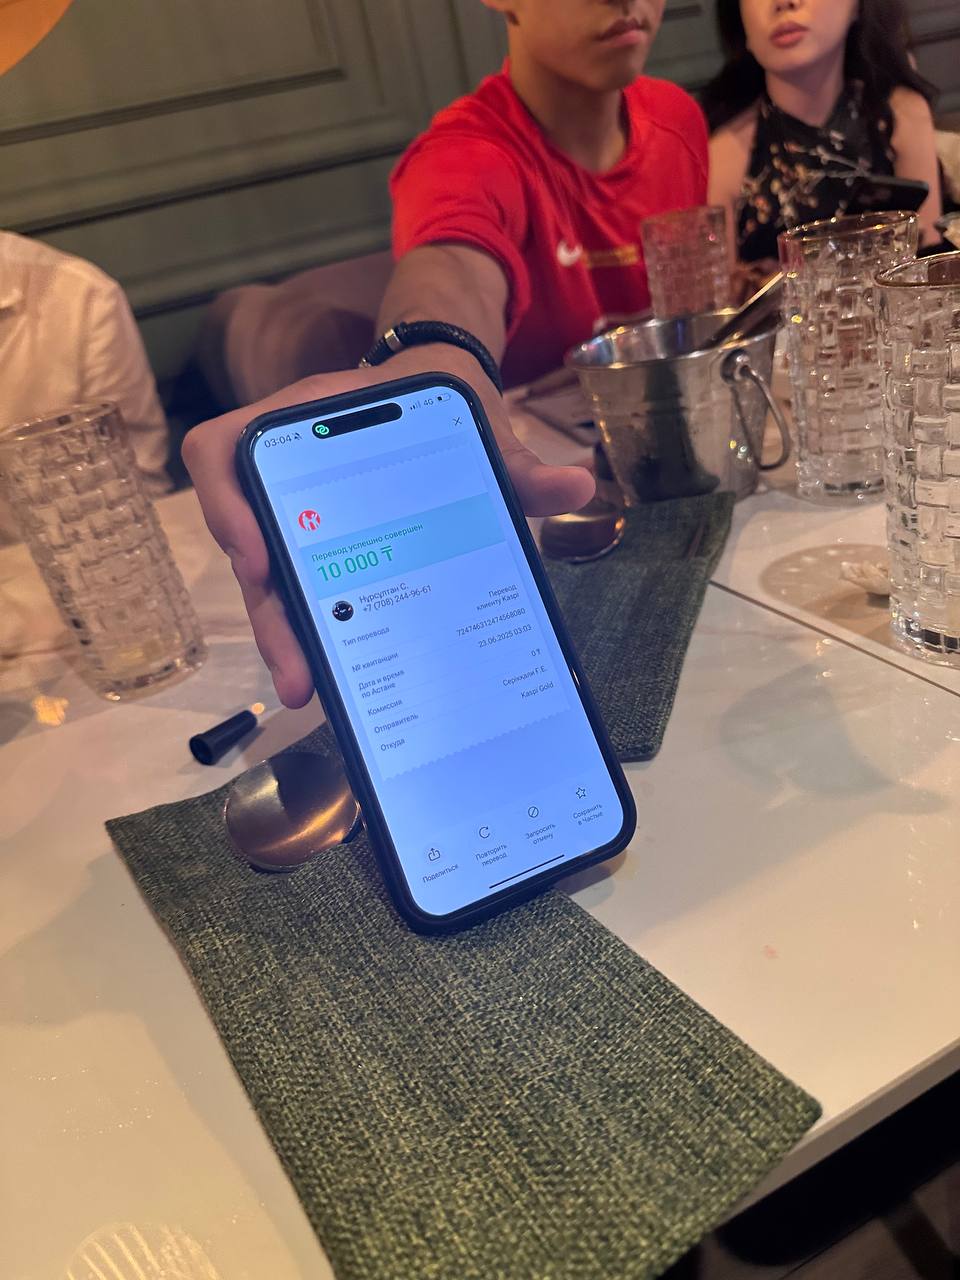 03:04
4G
Перевод успешно совершен
10 000 ₸
Нұрсұлтан С.
+7 (708) 244-96-61
Тип перевода
Перевод
клиенту Kaspi
№ квитанции
724746312474568080
Дата и время
по Астане
23.06.2025 03:03
Комиссия
0 ₸
Отправитель
Серікқали Г.Е.
Откуда
Kaspi Gold
Поделиться
Повторить
перевод
Запросить
отмену
Сохранить
в Частые